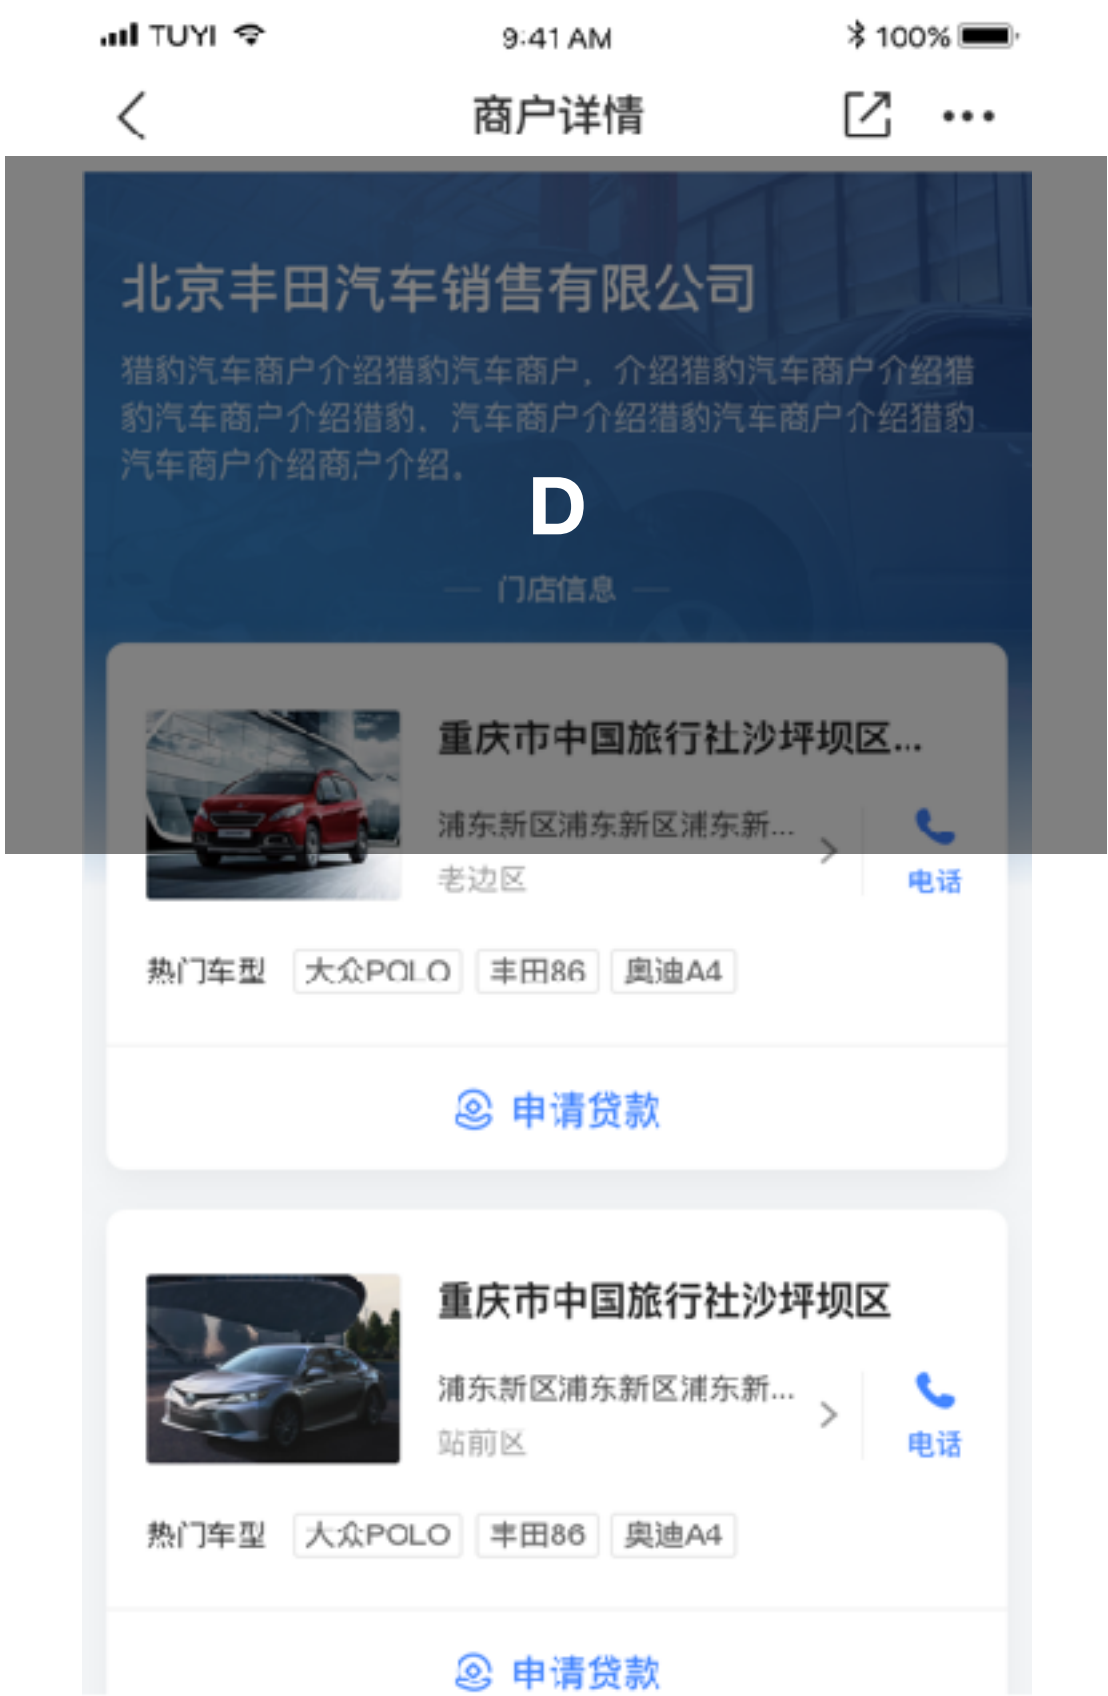 TUYI 9:41 AM 100%
商户详情
北京丰田汽车销售有限公司
猎豹汽车商户介绍猎豹汽车商户，介绍猎豹汽车商户介绍猎
豹汽车商户介绍猎豹、汽车商户介绍猎豹汽车商户介绍猎豹
汽车商户介绍商户介绍。
D
门店信息
重庆市中国旅行社沙坪坝区...
浦东新区浦东新区浦东新...
老边区
电话
热门车型 大众POLO 丰田86 奥迪A4
申请贷款
重庆市中国旅行社沙坪坝区
浦东新区浦东新区浦东新...
站前区
电话
热门车型 大众POLO 丰田86 奥迪A4
申请贷款